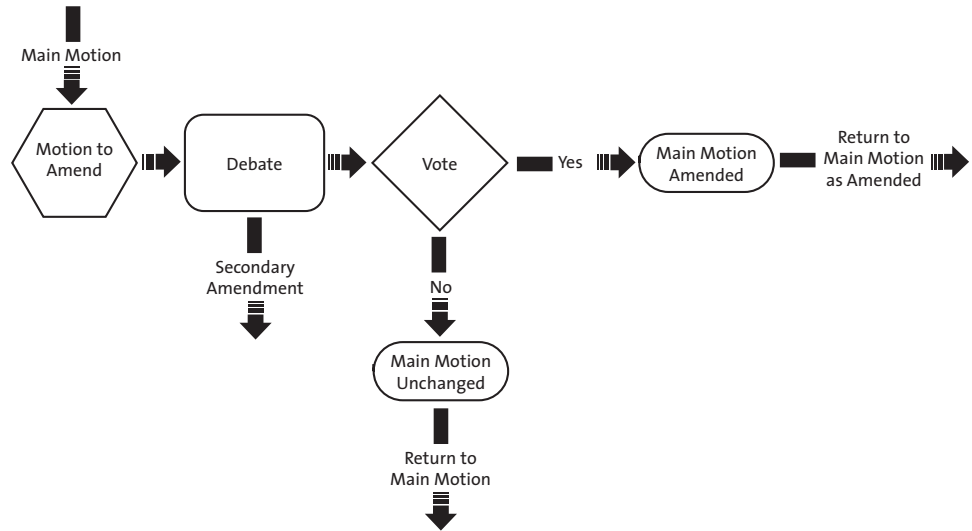 Main Motion
Motion to
Amend
Debate
Vote
Yes
Main Motion
Amended
Return to
Main Motion
as Amended
Secondary
Amendment
No
Main Motion
Unchanged
Return to
Main Motion